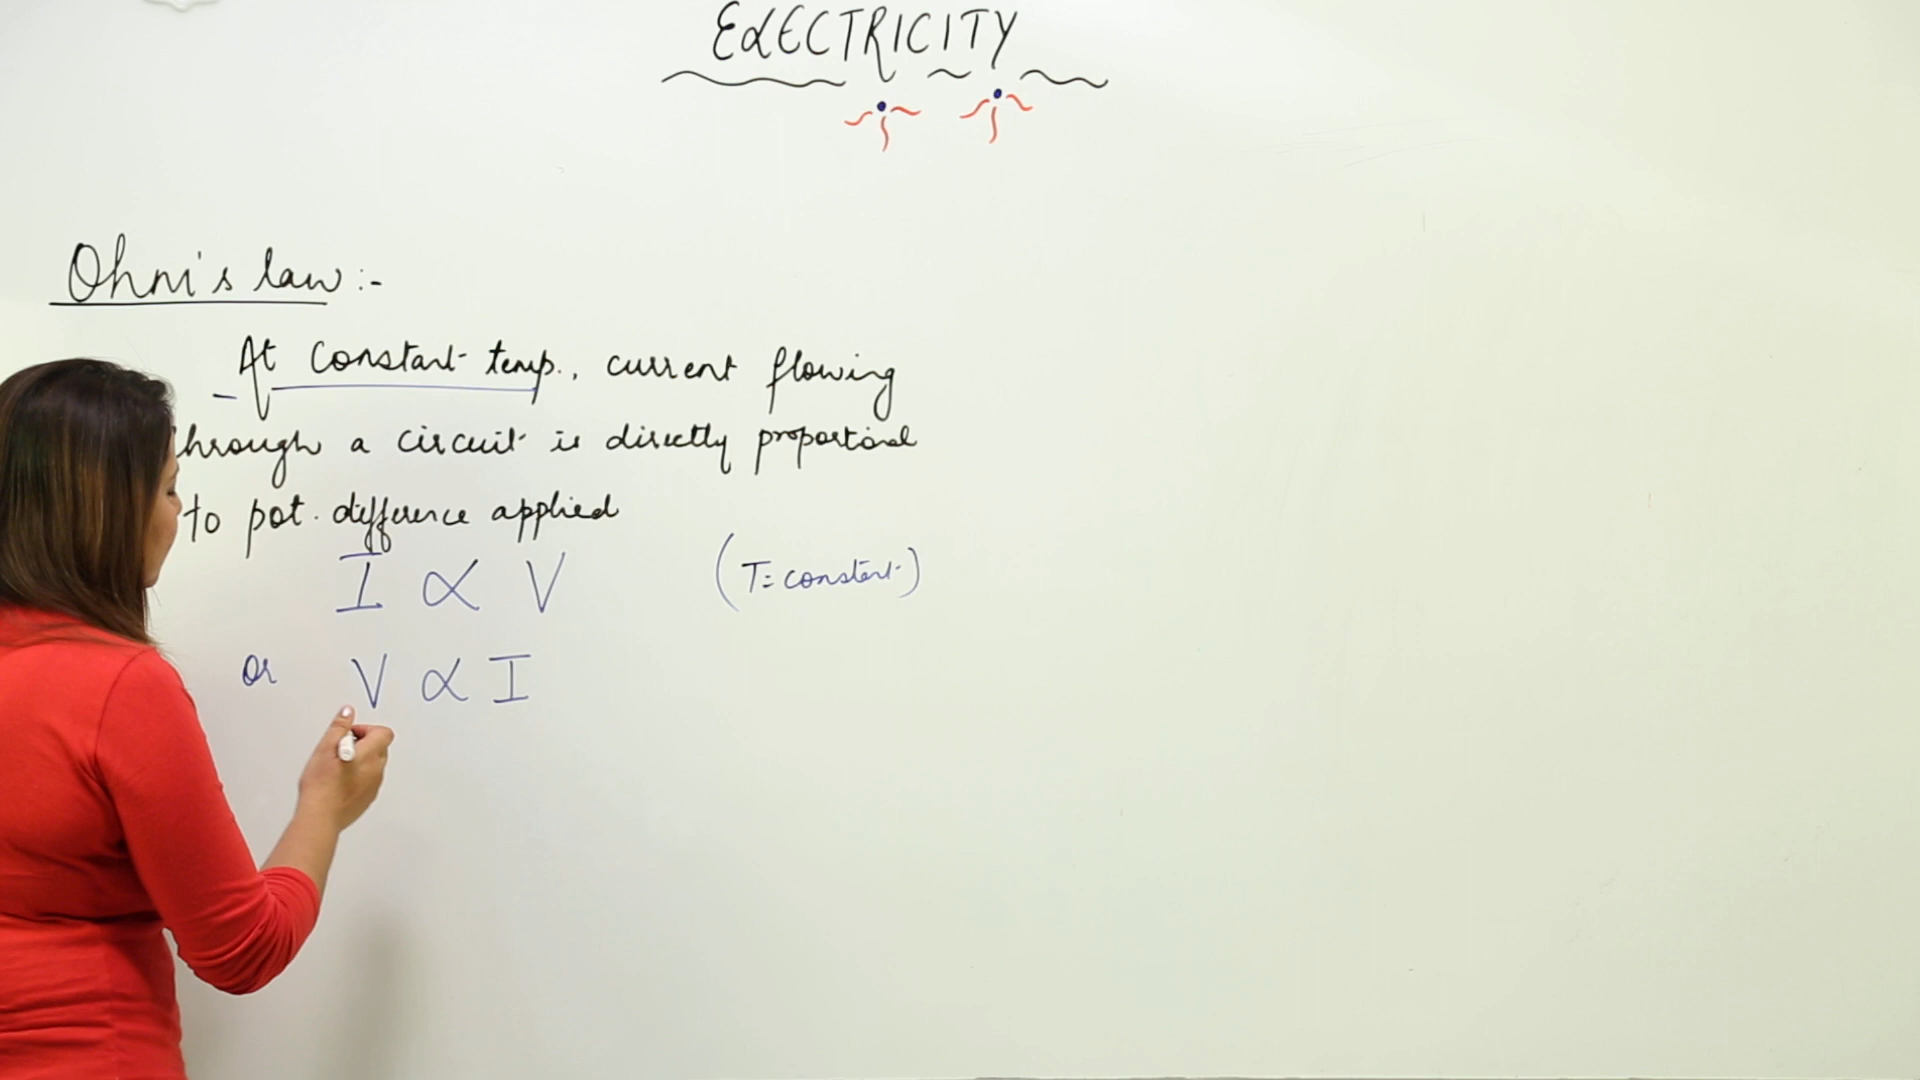 ELECTRICITY
Ohm's law :-
At constant temp., current flowing
through a circuit is directly proportional
to pot. difference applied
I ∝ V (T = constant)
or V ∝ I